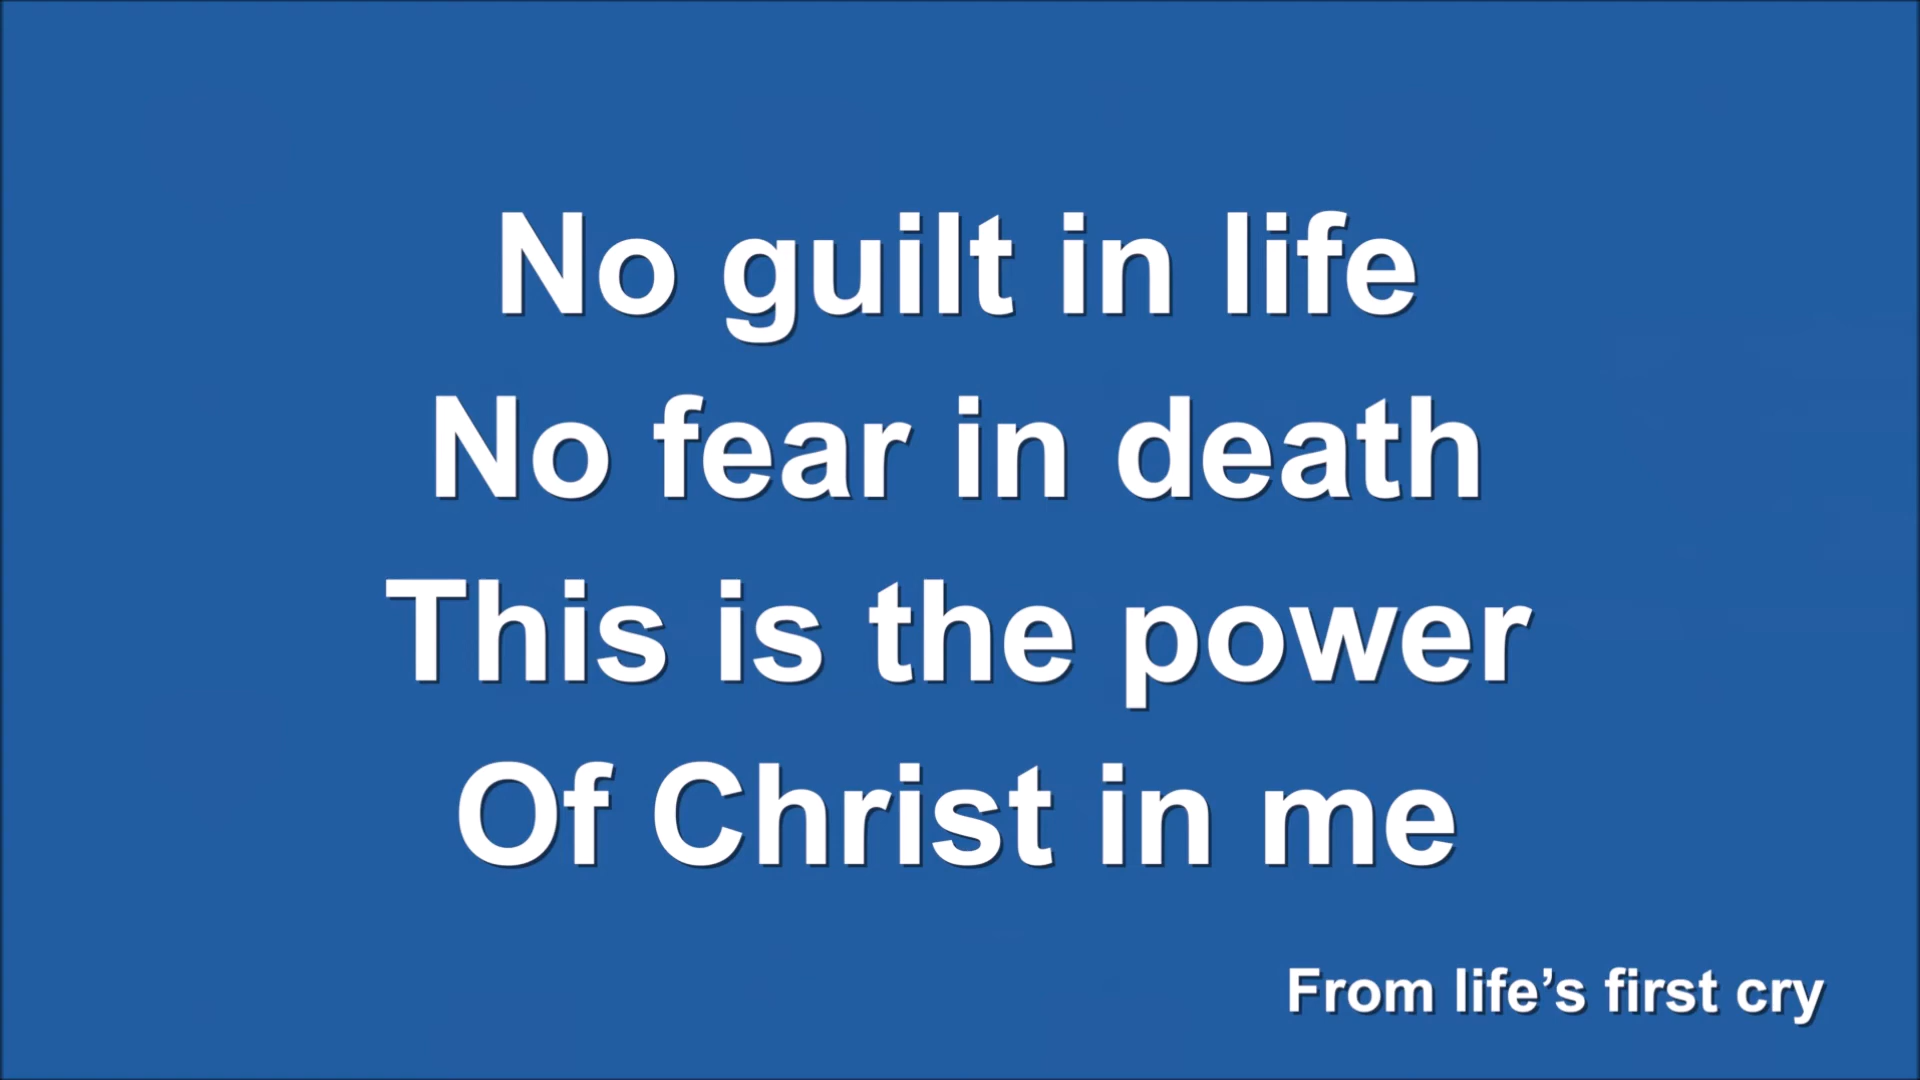 No guilt in life
No fear in death
This is the power
Of Christ in me
From life’s first cry